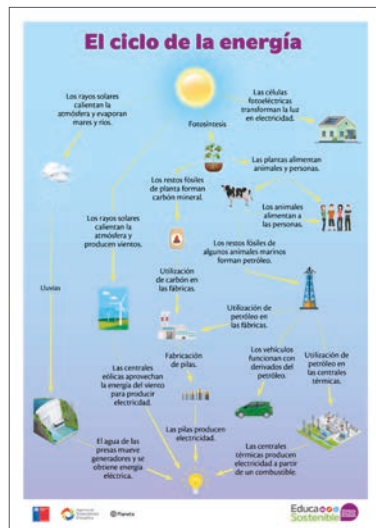 El ciclo de la energía
Los rayos solares
calientan la
atmósfera y evaporan
mares y ríos.
Las células
fotoeléctricas
transforman la luz
en electricidad.
Fotosíntesis
Las plantas alimentan
animales y personas.
Los restos fósiles
de planta forman
carbón mineral.
Los animales
alimentan a
las personas.
Los rayos solares
calientan la
atmósfera y
producen vientos.
Los restos fósiles de
algunos animales marinos
forman petróleo.
Lluvias
Utilización
de carbón en
las fábricas.
Utilización de
petróleo en
las fábricas.
Las centrales
eólicas aprovechan
la energía del viento
para producir
electricidad.
Fabricación
de pilas.
Los vehículos
funcionan con
derivados del
petróleo.
Utilización de
petróleo en
las centrales
térmicas.
Las pilas producen
electricidad.
El agua de las
presas mueve
generadores y se
obtiene energía
eléctrica.
Las centrales
térmicas producen
electricidad a partir
de un combustible.
Planeta
Educa
Sostenible